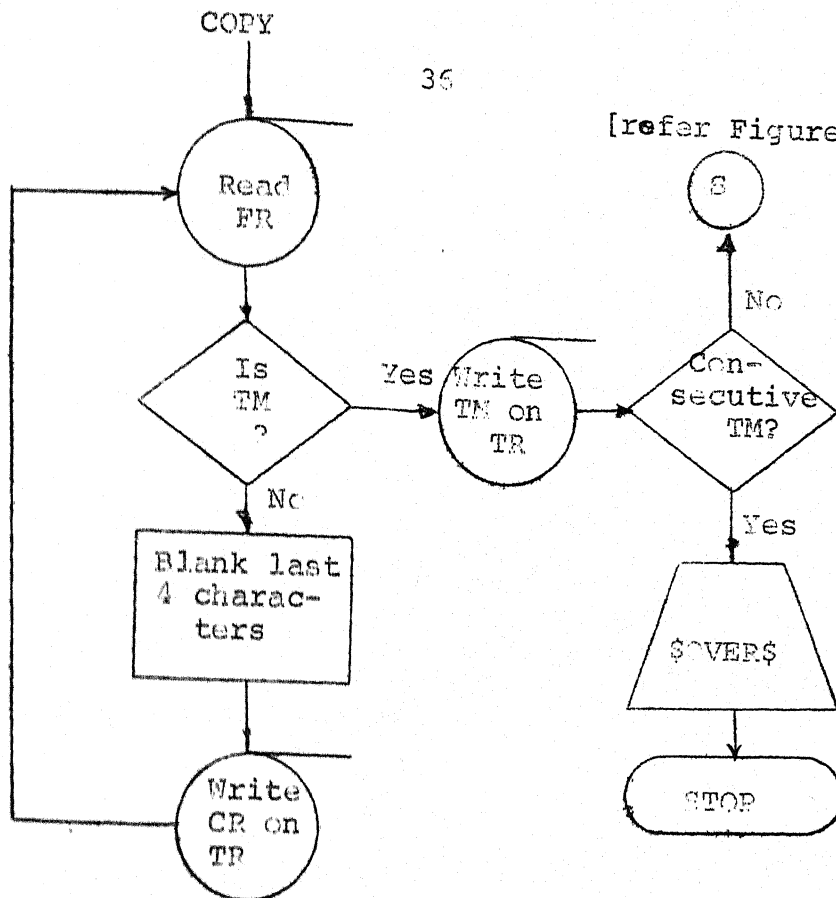 COPY
36
[refer Figure
Read
FR
S
No
Is
TM
?
Yes
Write
TM on
TR
Con-
secutive
TM?
No
Yes
Blank last
4 charac-
ters
$OVER$
Write
CR on
TR
STOP